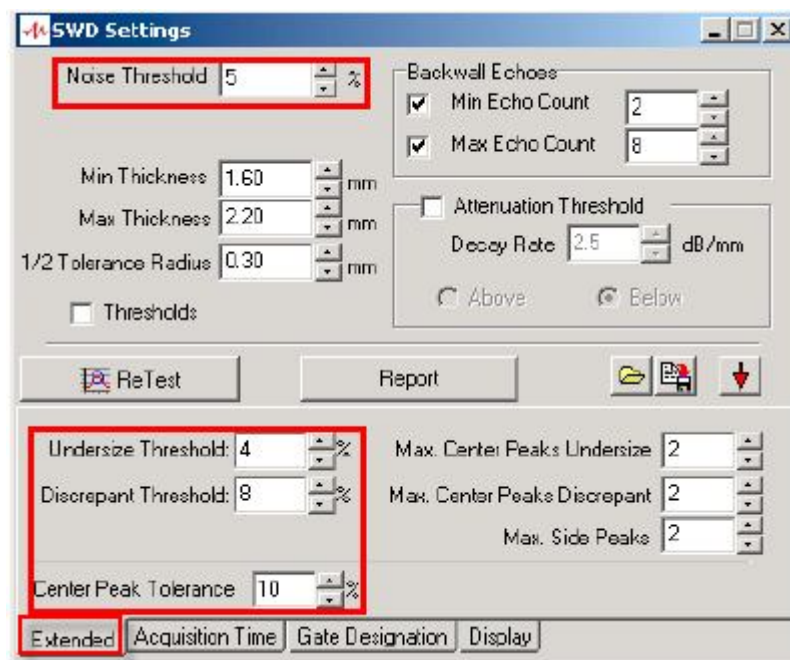 SWD Settings
Noise Threshold 5 %
Backwall Echoes
Min Echo Count 2
Max Echo Count 8
Min Thickness 1.60 mm
Max Thickness 2.20 mm
1/2 Tolerance Radius 0.30 mm
Thresholds
Attenuation Threshold
Decay Rate 2.5 dB/mm
Above Below
ReTest Report
Undersize Threshold: 4 %
Discrepant Threshold: 8 %
Center Peak Tolerance 10 %
Max. Center Peaks Undersize 2
Max. Center Peaks Discrepant 2
Max. Side Peaks 2
Extended Acquisition Time Gate Designation Display